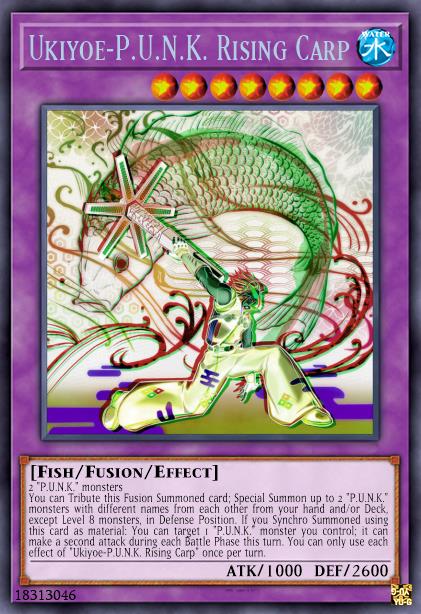 UKIYOE-P.U.N.K. RISING CARP
WATER
水
[FISH/FUSION/EFFECT]
2 "P.U.N.K." monsters
You can Tribute this Fusion Summoned card; Special Summon up to 2 "P.U.N.K."
monsters with different names from each other from your hand and/or Deck,
except Level 8 monsters, in Defense Position. If you Synchro Summoned using
this card as material: You can target 1 "P.U.N.K." monster you control; it can
make a second attack during each Battle Phase this turn. You can only use each
effect of "Ukiyoe-P.U.N.K. Rising Carp" once per turn.
ATK/1000 DEF/2600
18313046